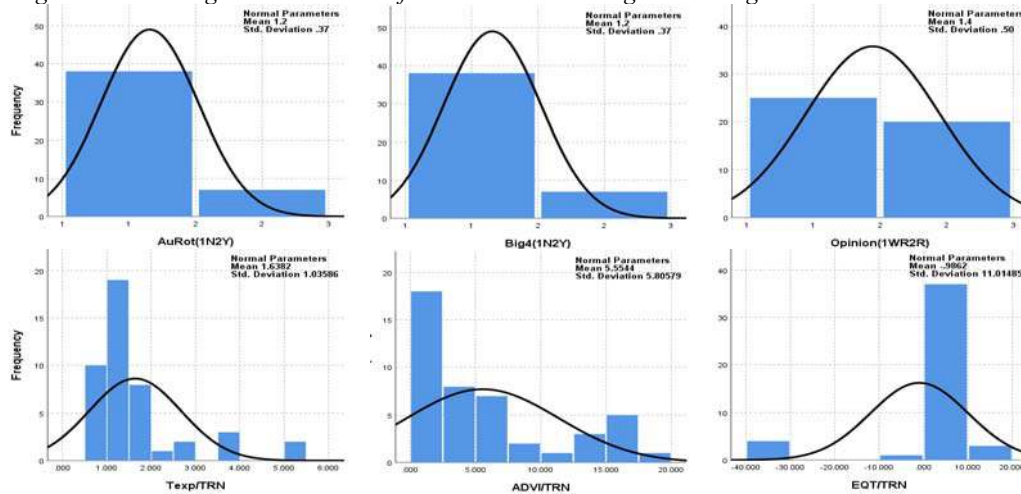 Normal Parameters
Mean 1.2
Std. Deviation .37
50
40
30
20
10
0
Frequency
1
1
2
2
3
AuRot(1N2Y)
Normal Parameters
Mean 1.2
Std. Deviation .37
50
40
30
20
10
0
1
1
2
2
3
Big4(1N2Y)
Normal Parameters
Mean 1.4
Std. Deviation .50
50
40
30
20
10
0
1
1
2
2
3
Opinion(1WR2R)
Normal Parameters
Mean 1.6382
Std. Deviation 1.03586
20
15
10
5
0
Frequency
.000
1.000
2.000
3.000
4.000
5.000
6.000
Texp/TRN
Normal Parameters
Mean 5.5544
Std. Deviation 5.80579
20
15
10
5
0
.000
5.000
10.000
15.000
20.000
ADVI/TRN
Normal Parameters
Mean -.9862
Std. Deviation 11.01485
40
30
20
10
0
-40.000
-30.000
-20.000
-10.000
.000
10.000
20.000
EQT/TRN